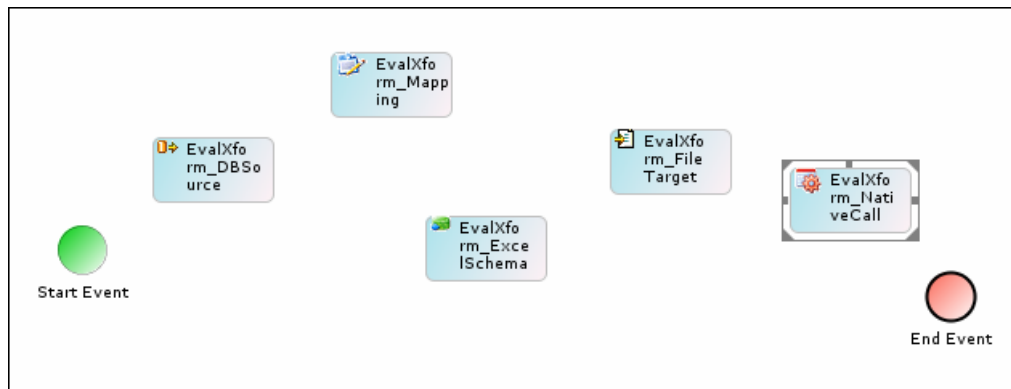 EvalXfo
rm_Mapp
ing
EvalXfo
rm_DBSo
urce
EvalXfo
rm_File
Target
EvalXfo
rm_Nati
veCall
EvalXfo
rm_Exce
lSchema
Start Event
End Event